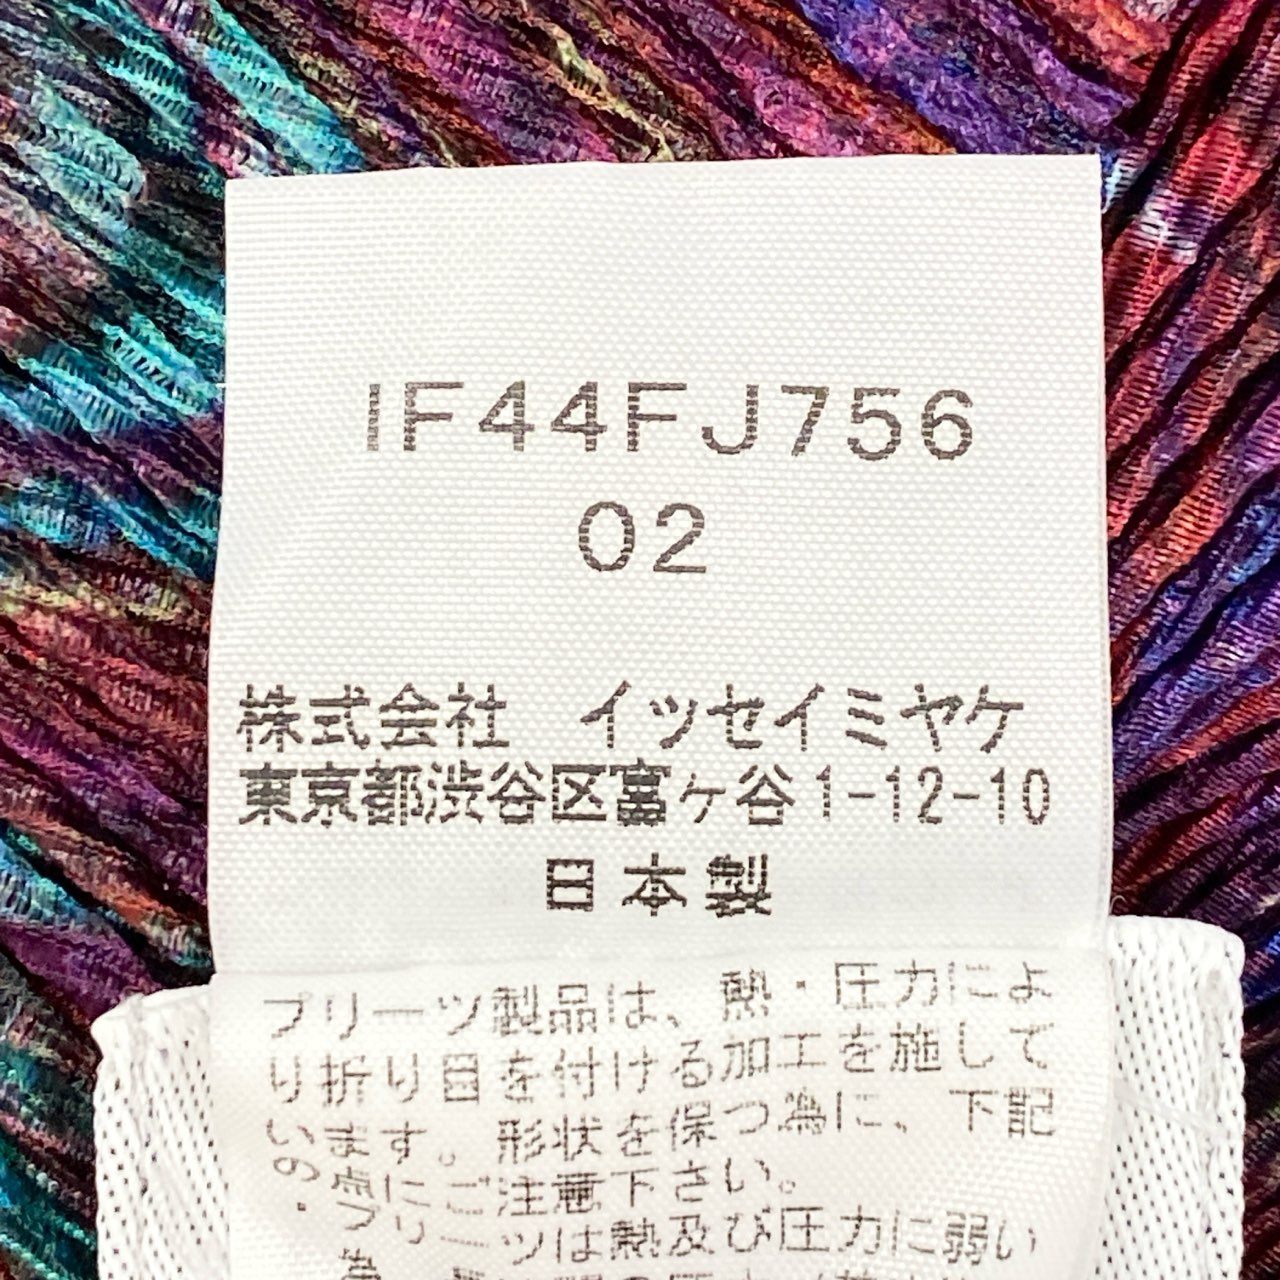 IF44FJ756
02
株式会社 イッセイミヤケ
東京都渋谷区富ヶ谷1-12-10
日本製
プリーツ製品は、熱・圧力によ
り折り目を付ける加工を施して
います。形状を保つ為に、下記
の点にご注意下さい。
ツは熱及び圧力に弱い